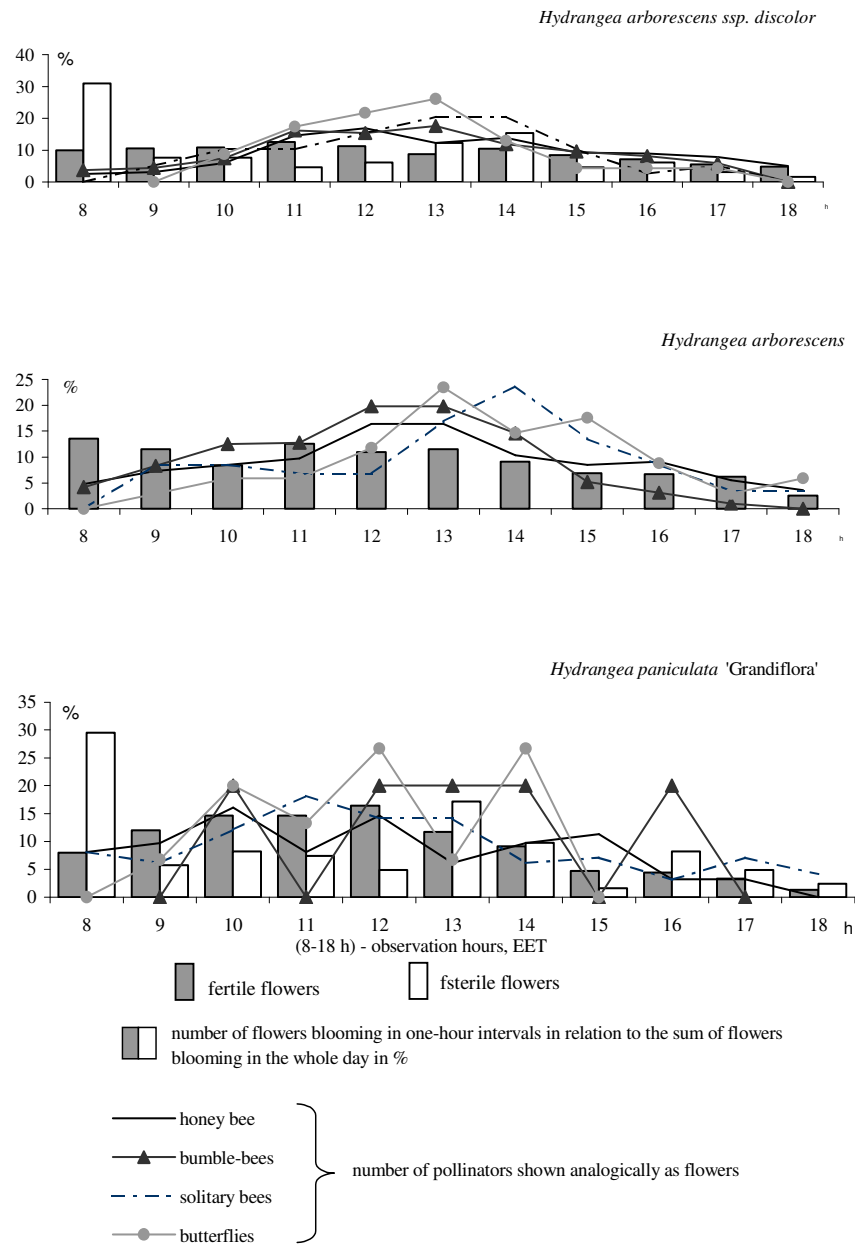 Hydrangea arborescens ssp. discolor
%
40
30
20
10
0
8 9 10 11 12 13 14 15 16 17 18 h
Hydrangea arborescens
%
25
20
15
10
5
0
8 9 10 11 12 13 14 15 16 17 18 h
Hydrangea paniculata 'Grandiflora'
%
35
30
25
20
15
10
5
0
8 9 10 11 12 13 14 15 16 17 18 h
(8-18 h) - observation hours, EET
fertile flowers fsterile flowers
number of flowers blooming in one-hour intervals in relation to the sum of flowers
blooming in the whole day in %
honey bee
bumble-bees
number of pollinators shown analogically as flowers
solitary bees
butterflies